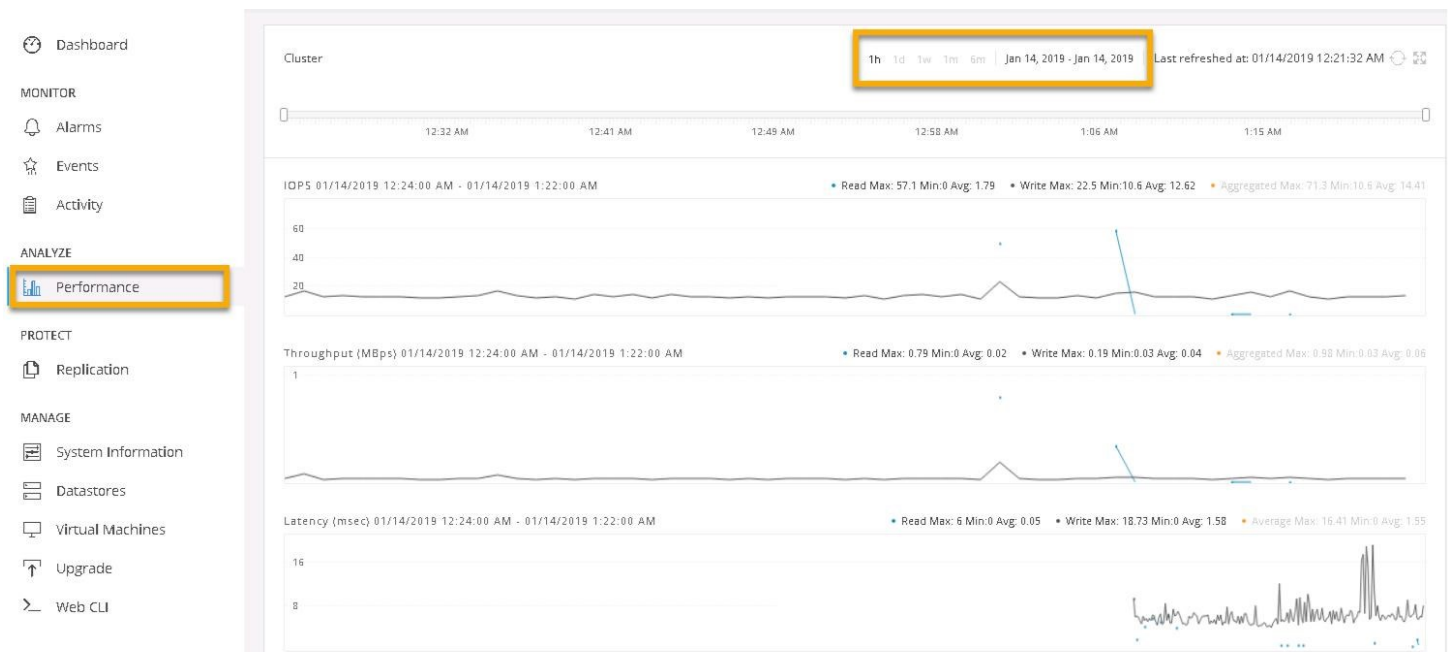 Dashboard
MONITOR
Alarms
Events
Activity
ANALYZE
Performance
PROTECT
Replication
MANAGE
System Information
Datastores
Virtual Machines
Upgrade
Web CLI
Cluster
1h 1d 1w 1m 6m Jan 14, 2019 - Jan 14, 2019 Last refreshed at: 01/14/2019 12:21:32 AM
12:32 AM 12:41 AM 12:49 AM 12:58 AM 1:06 AM 1:15 AM
IOPS 01/14/2019 12:24:00 AM - 01/14/2019 1:22:00 AM Read Max: 57.1 Min:0 Avg: 1.79 Write Max: 22.5 Min:10.6 Avg: 12.62 Aggregated Max: 71.3 Min:10.6 Avg: 14.41
60
40
20
Throughput (MBps) 01/14/2019 12:24:00 AM - 01/14/2019 1:22:00 AM Read Max: 0.79 Min:0 Avg: 0.02 Write Max: 0.19 Min:0.03 Avg: 0.04 Aggregated Max: 0.98 Min:0.03 Avg: 0.06
1
Latency (msec) 01/14/2019 12:24:00 AM - 01/14/2019 1:22:00 AM Read Max: 6 Min:0 Avg: 0.05 Write Max: 18.73 Min:0 Avg: 1.58 Average Max: 16.41 Min:0 Avg: 1.55
16
8